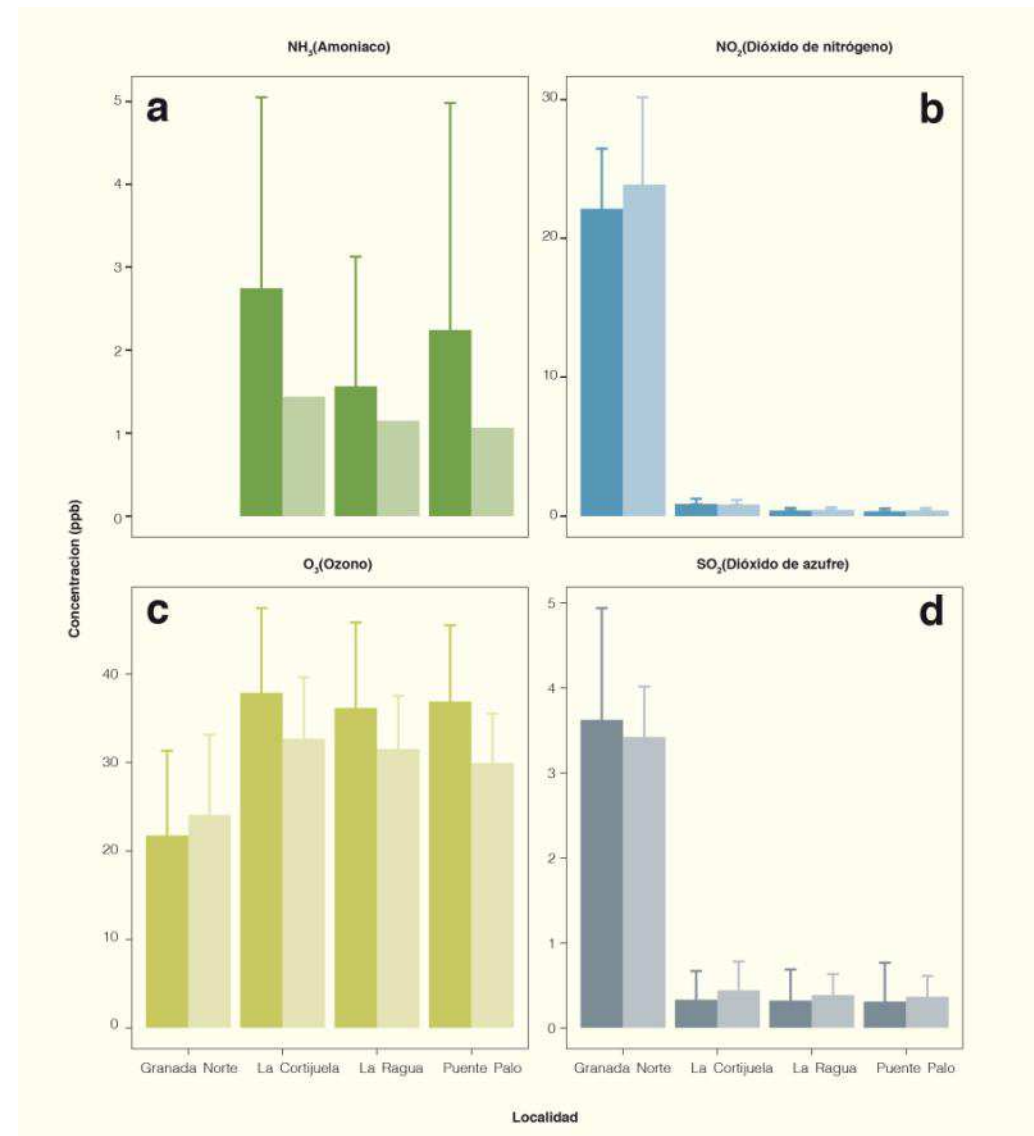 NH₃(Amoniaco)
NO₂(Dióxido de nitrógeno)
a
5
4
3
2
1
0
b
30
20
10
0
Concentracion (ppb)
O₃(Ozono)
SO₂(Dióxido de azufre)
c
40
30
20
10
0
d
5
4
3
2
1
0
Granada Norte La Cortijuela La Ragua Puente Palo
Granada Norte La Cortijuela La Ragua Puente Palo
Localidad